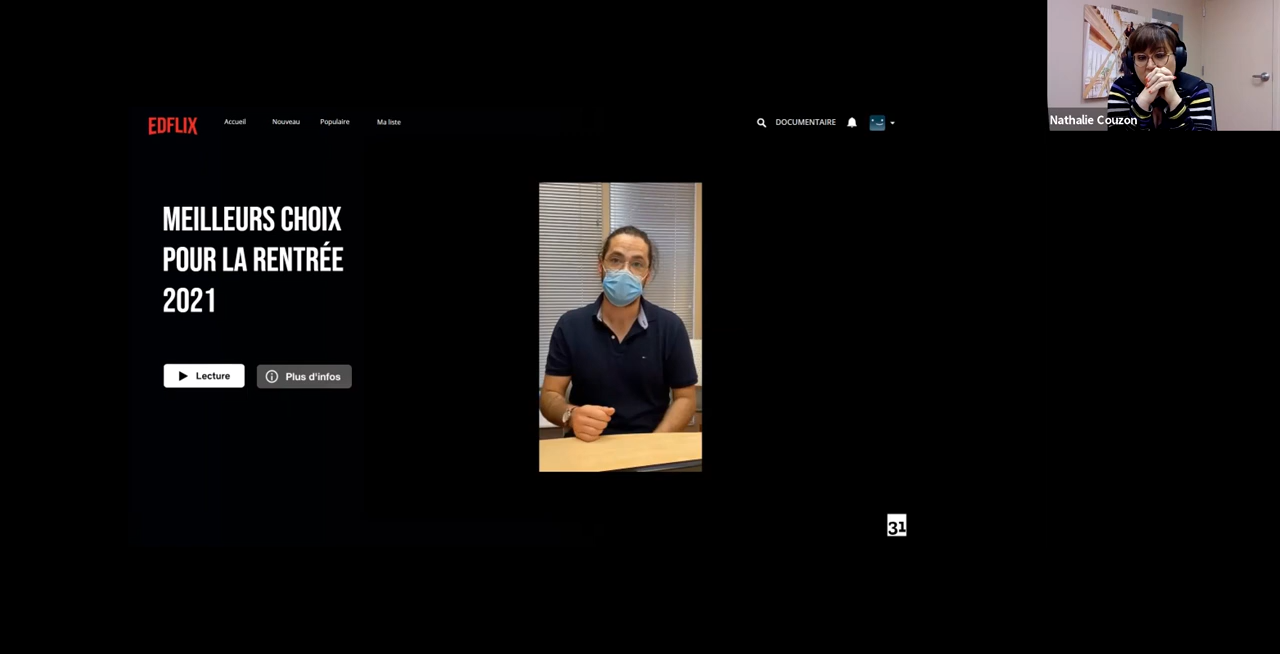 EDFLIX Accueil Nouveau Populaire Ma liste DOCUMENTAIRE
Nathalie Couzon
MEILLEURS CHOIX
POUR LA RENTRÉE
2021
Lecture Plus d'infos
31